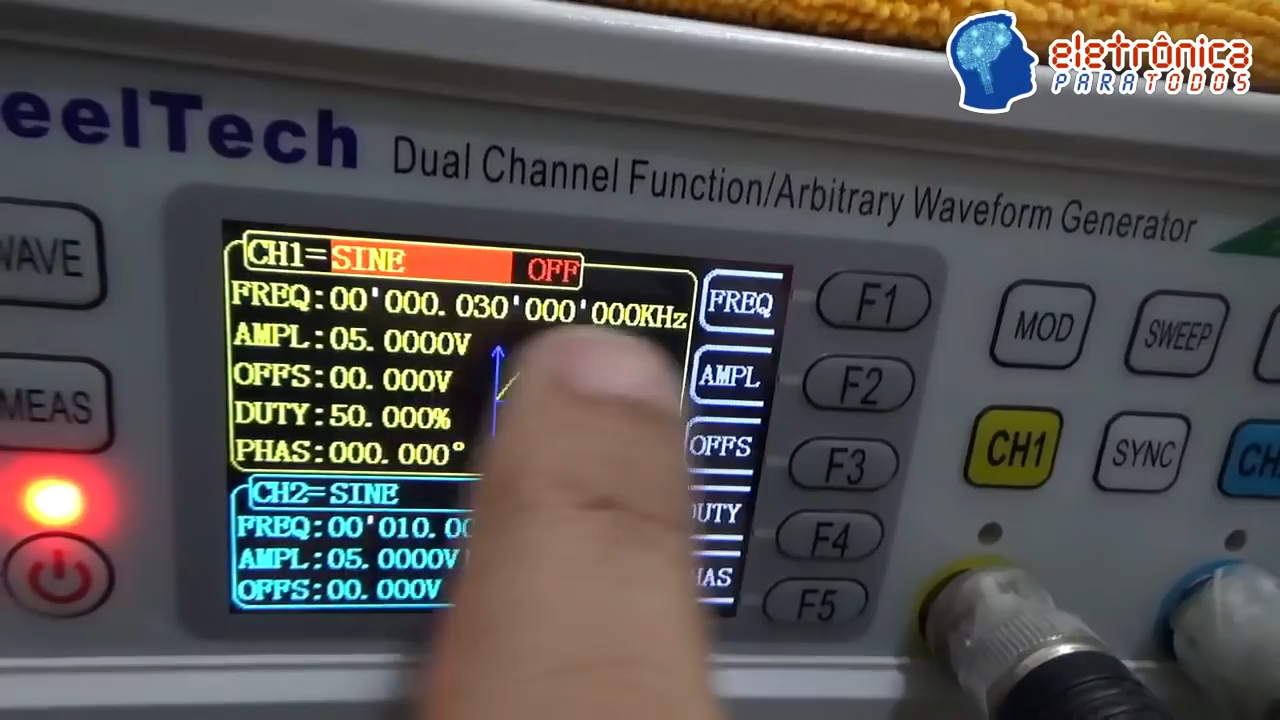 eletrônica
PARATODOS
eelTech
Dual Channel Function/Arbitrary Waveform Generator
WAVE
MEAS
CH1=SINE OFF
FREQ:00'000.030'000'000KHz
AMPL:05.0000V
OFFS:00.000V
DUTY:50.000%
PHAS:000.000°
CH2=SINE
FREQ:00'010.00
AMPL:05.0000V
OFFS:00.000V
FREQ
AMPL
OFFS
DUTY
HAS
F1
F2
F3
F4
F5
MOD
SWEEP
CH1
SYNC
CH